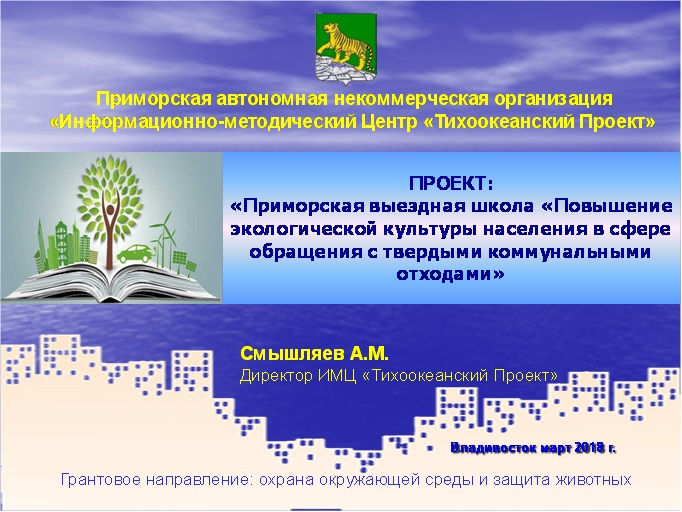 Приморская автономная некоммерческая организация
«Информационно-методический Центр «Тихоокеанский Проект»
ПРОЕКТ:
«Приморская выездная школа «Повышение
экологической культуры населения в сфере
обращения с твердыми коммунальными
отходами»
Смышляев А.М.
Директор ИМЦ «Тихоокеанский Проект»
Владивосток март 2018 г.
Грантовое направление: охрана окружающей среды и защита животных